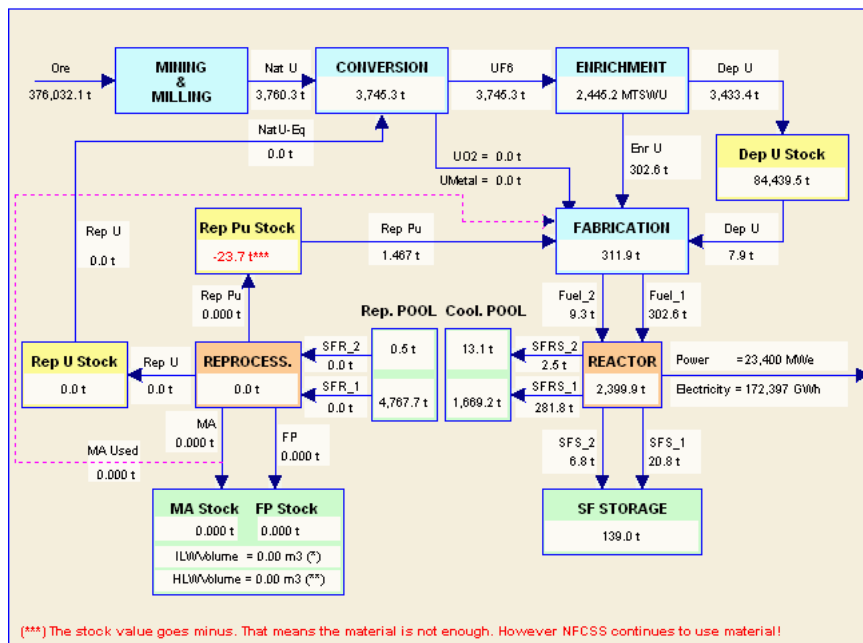 Ore
376,032.1 t
MINING
&
MILLING
Nat U
3,760.3 t
CONVERSION
3,745.3 t
UF6
3,745.3 t
ENRICHMENT
2,445.2 MTSWU
Dep U
3,433.4 t
NatU-Eq
0.0 t
UO2 = 0.0 t
UMetal = 0.0 t
Enr U
302.6 t
Dep U Stock
84,439.5 t
Rep U
0.0 t
Rep Pu Stock
-23.7 t***
Rep Pu
1.467 t
FABRICATION
311.9 t
Dep U
7.9 t
Rep Pu
0.000 t
Fuel_2
9.3 t
Fuel_1
302.6 t
Rep. POOL
Cool. POOL
Rep U Stock
0.0 t
Rep U
0.0 t
REPROCESS.
0.0 t
SFR_2
0.0 t
SFR_1
0.0 t
0.5 t
4,767.7 t
13.1 t
1,669.2 t
SFRS_2
2.5 t
SFRS_1
281.8 t
REACTOR
2,399.9 t
Power =23,400 MWe
Electricity = 172,397 GWh
MA
0.000 t
FP
0.000 t
MA Used
0.000 t
SFS_2
6.8 t
SFS_1
20.8 t
MA Stock FP Stock
0.000 t 0.000 t
ILWVolume = 0.00 m3 (*)
HLWVolume = 0.00 m3 (**)
SF STORAGE
139.0 t
(***) The stock value goes minus. That means the material is not enough. However NFCSS continues to use material!